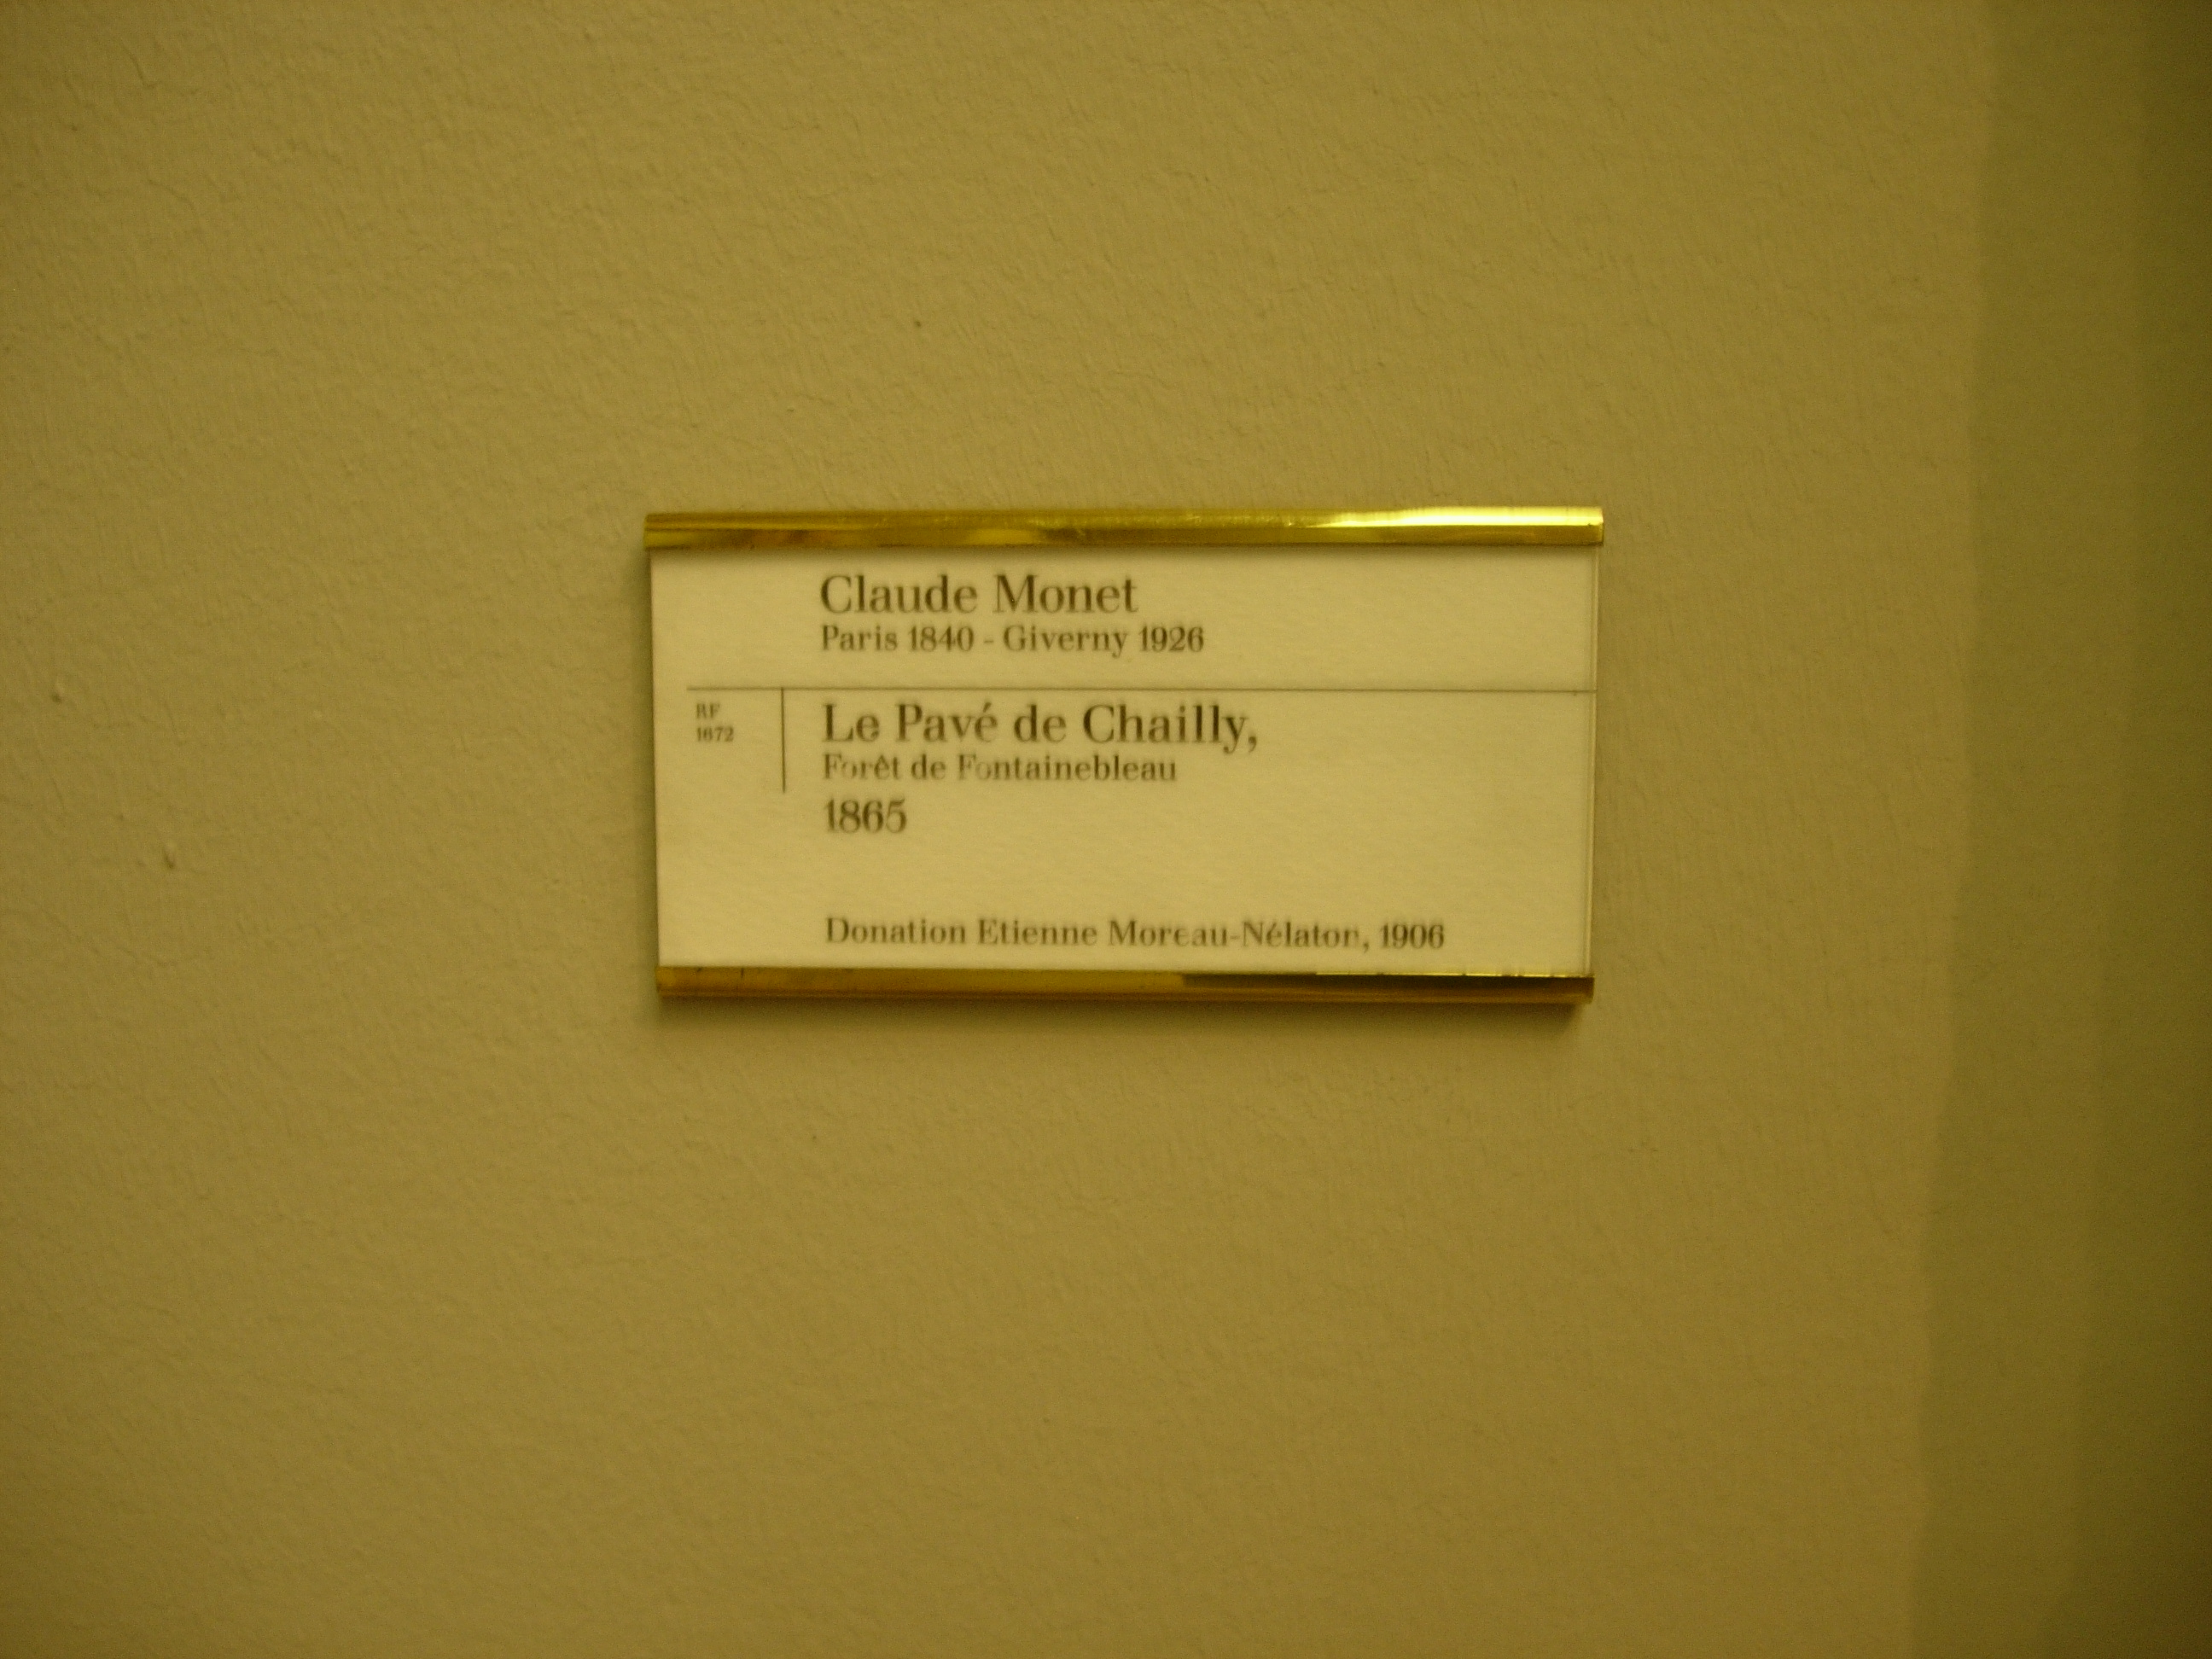 Claude Monet
Paris 1840 - Giverny 1926
RF
1672
Le Pavé de Chailly,
Forêt de Fontainebleau
1865
Donation Etienne Moreau-Nélaton, 1906